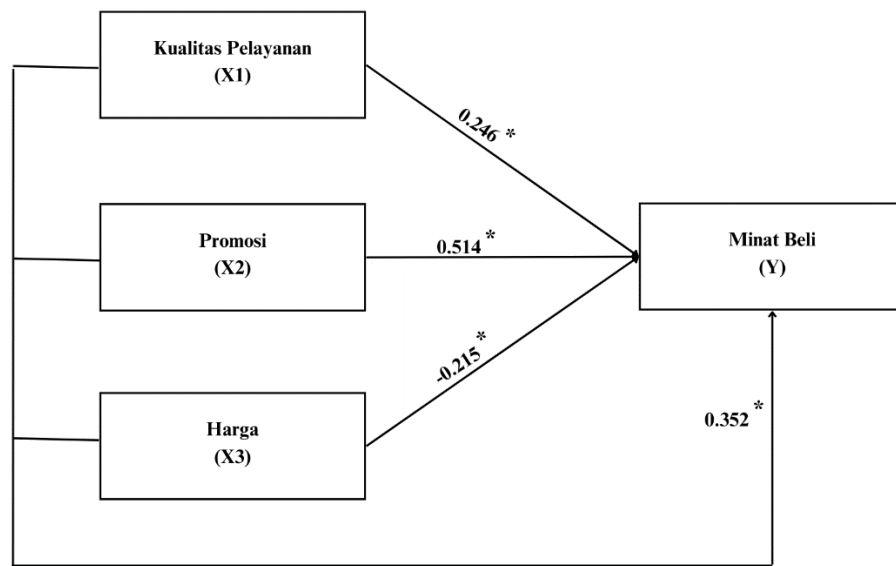 Kualitas Pelayanan
(X1)
0.246 *
Promosi
(X2)
0.514 *
Minat Beli
(Y)
-0.215 *
Harga
(X3)
0.352 *